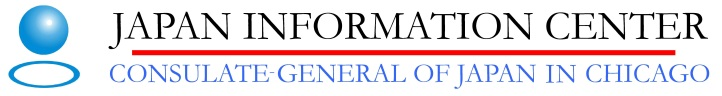 JAPAN INFORMATION CENTER
CONSULATE-GENERAL OF JAPAN IN CHICAGO